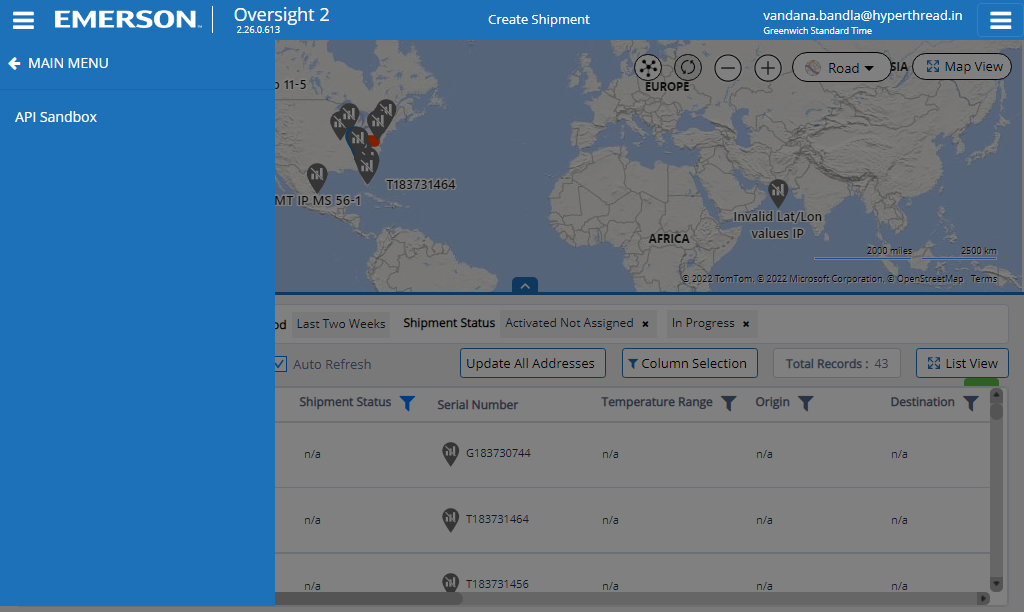 EMERSON
Oversight 2
2.26.0.613
Create Shipment
vandana.bandla@hyperthread.in
Greenwich Standard Time
MAIN MENU
API Sandbox
11-5
Road
SIA
Map View
EUROPE
T183731464
MT IP MS 56-1
Invalid Lat/Lon
values IP
AFRICA
2000 miles
2500 km
© 2022 TomTom, © 2022 Microsoft Corporation, © OpenStreetMap Terms
od Last Two Weeks Shipment Status Activated Not Assigned × In Progress ×
Auto Refresh Update All Addresses Column Selection Total Records : 43 List View
Shipment Status Serial Number Temperature Range Origin Destination
n/a G183730744 n/a n/a n/a
n/a T183731464 n/a n/a n/a
n/a T183731456 n/a n/a n/a